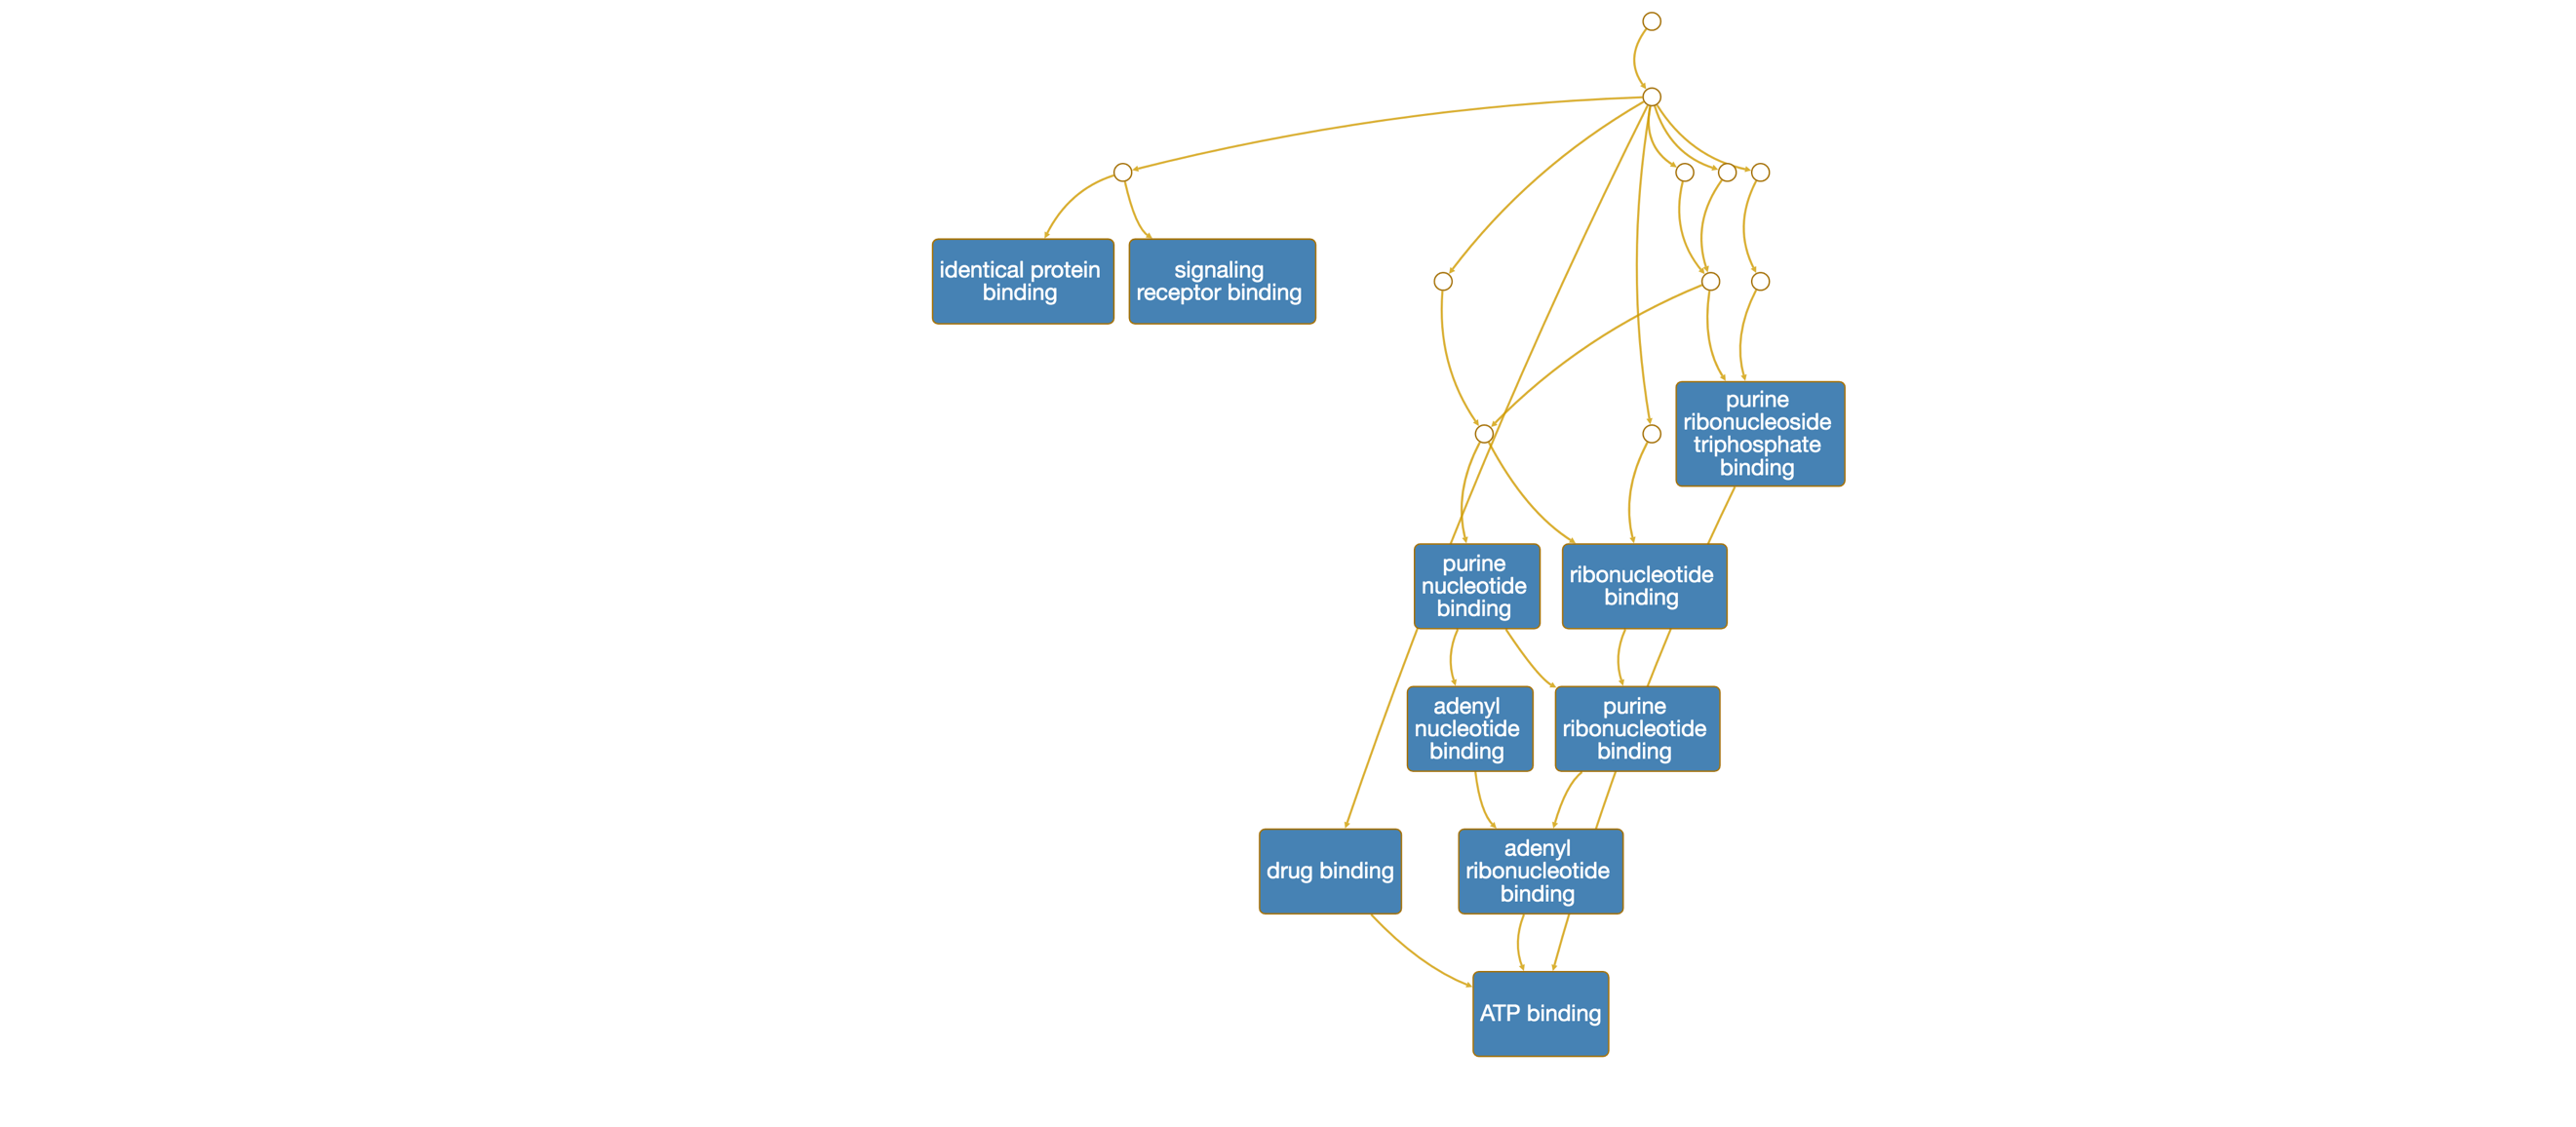 identical protein
binding
signaling
receptor binding
purine
ribonucleoside
triphosphate
binding
purine
nucleotide
binding
ribonucleotide
binding
adenyl
nucleotide
binding
purine
ribonucleotide
binding
drug binding
adenyl
ribonucleotide
binding
ATP binding